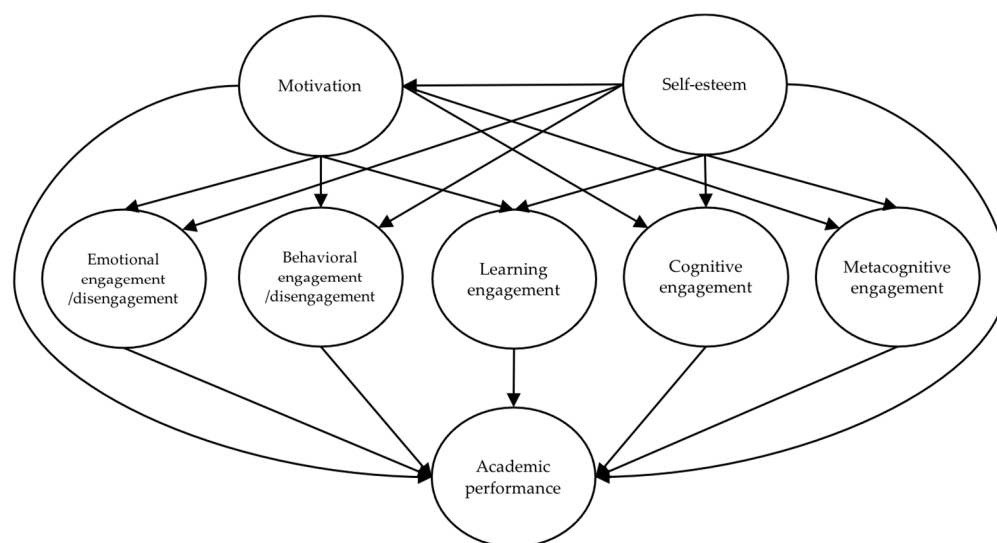 Motivation
Self-esteem
Emotional
engagement
/disengagement
Behavioral
engagement
/disengagement
Learning
engagement
Cognitive
engagement
Metacognitive
engagement
Academic
performance